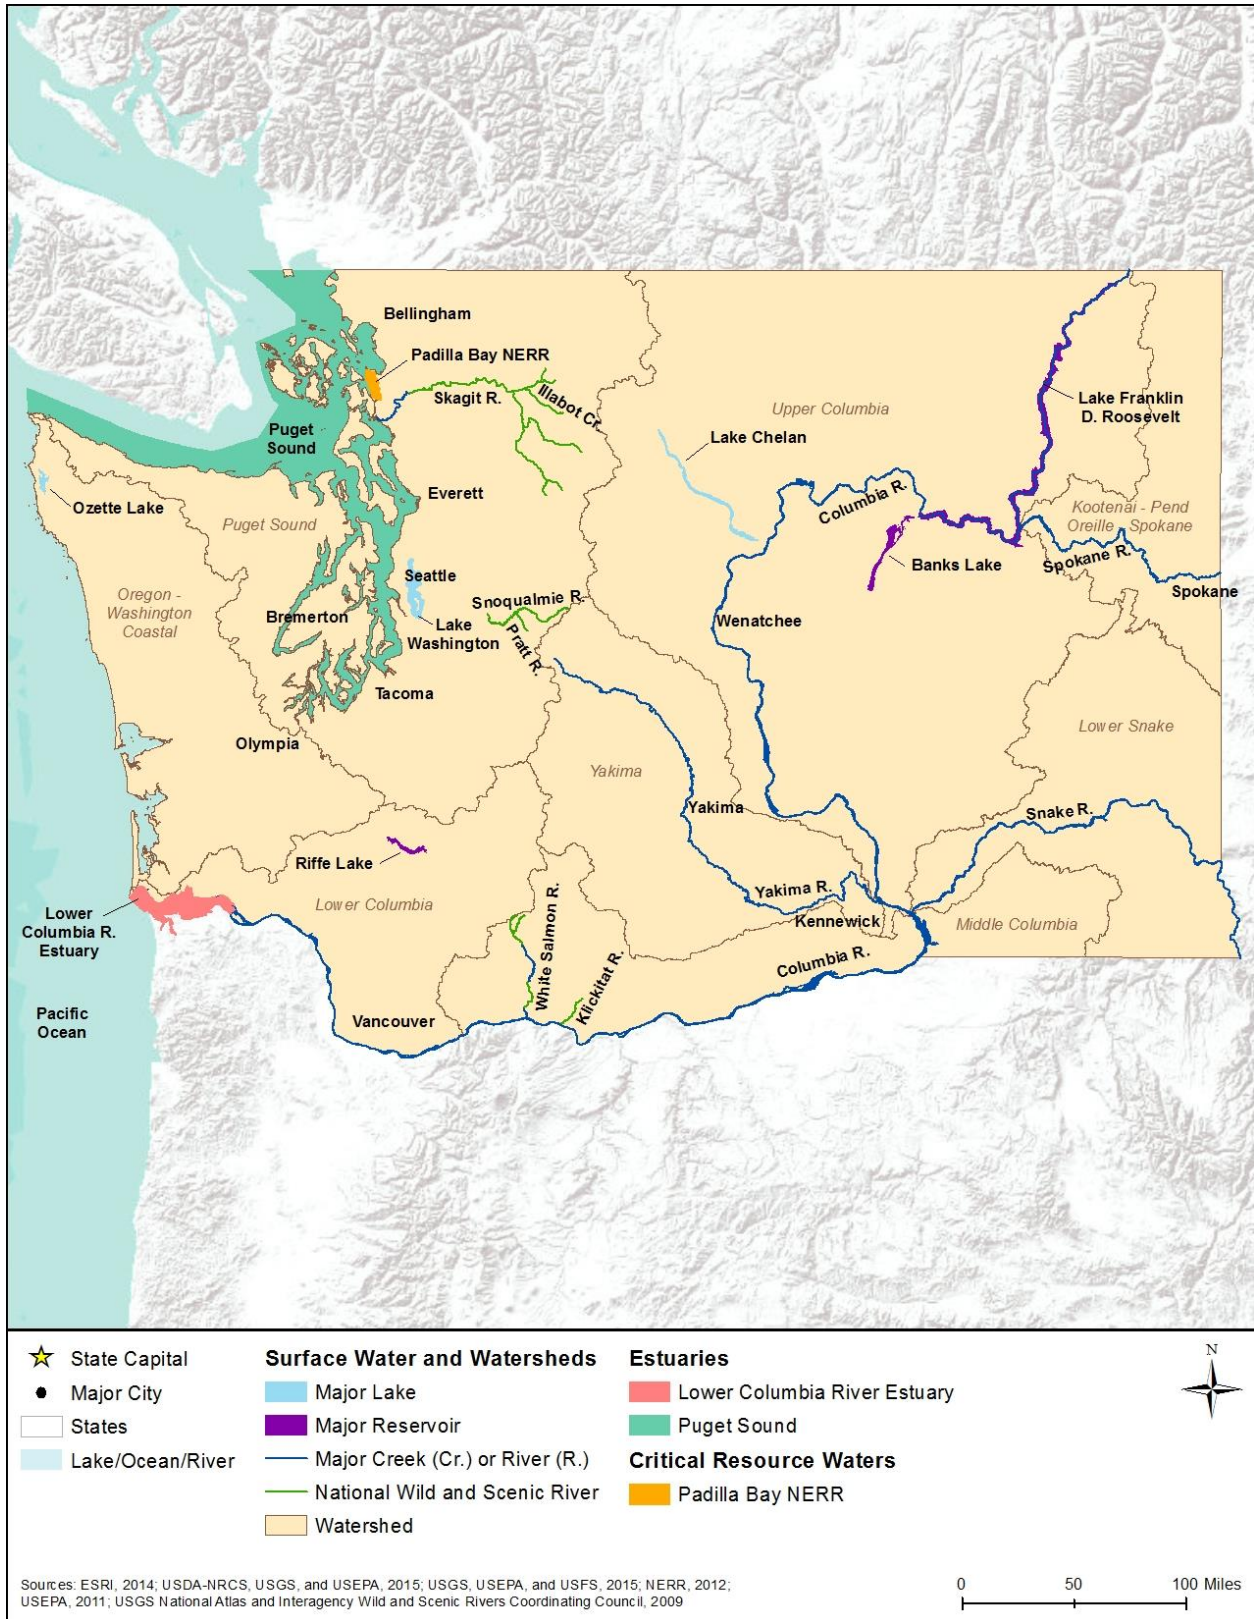 Bellingham
Padilla Bay NERR
Skagit R.
Illabot Cr.
Upper Columbia
Lake Franklin
D. Roosevelt
Puget
Sound
Lake Chelan
Ozette Lake
Everett
Columbia R.
Kootenai - Pend
Oreille - Spokane
Puget Sound
Spokane R.
Banks Lake
Seattle
Spokane
Oregon -
Washington
Coastal
Snoqualmie R.
Bremerton
Lake
Washington
Wenatchee
Pratt R.
Tacoma
Lower Snake
Olympia
Yakima
Yakima
Snake R.
Riffe Lake
Yakima R.
Lower Columbia
White Salmon R.
Kennewick
Middle Columbia
Lower
Columbia R.
Estuary
Klickitat R.
Columbia R.
Pacific
Ocean
Vancouver
State Capital
Major City
States
Lake/Ocean/River
Surface Water and Watersheds
Major Lake
Major Reservoir
Major Creek (Cr.) or River (R.)
National Wild and Scenic River
Watershed
Estuaries
Lower Columbia River Estuary
Puget Sound
Critical Resource Waters
Padilla Bay NERR
N
Sources: ESRI, 2014; USDA-NRCS, USGS, and USEPA, 2015; USGS, USEPA, and USFS, 2015; NERR, 2012;
USEPA, 2011; USGS National Atlas and Interagency Wild and Scenic Rivers Coordinating Council, 2009
0 50 100 Miles